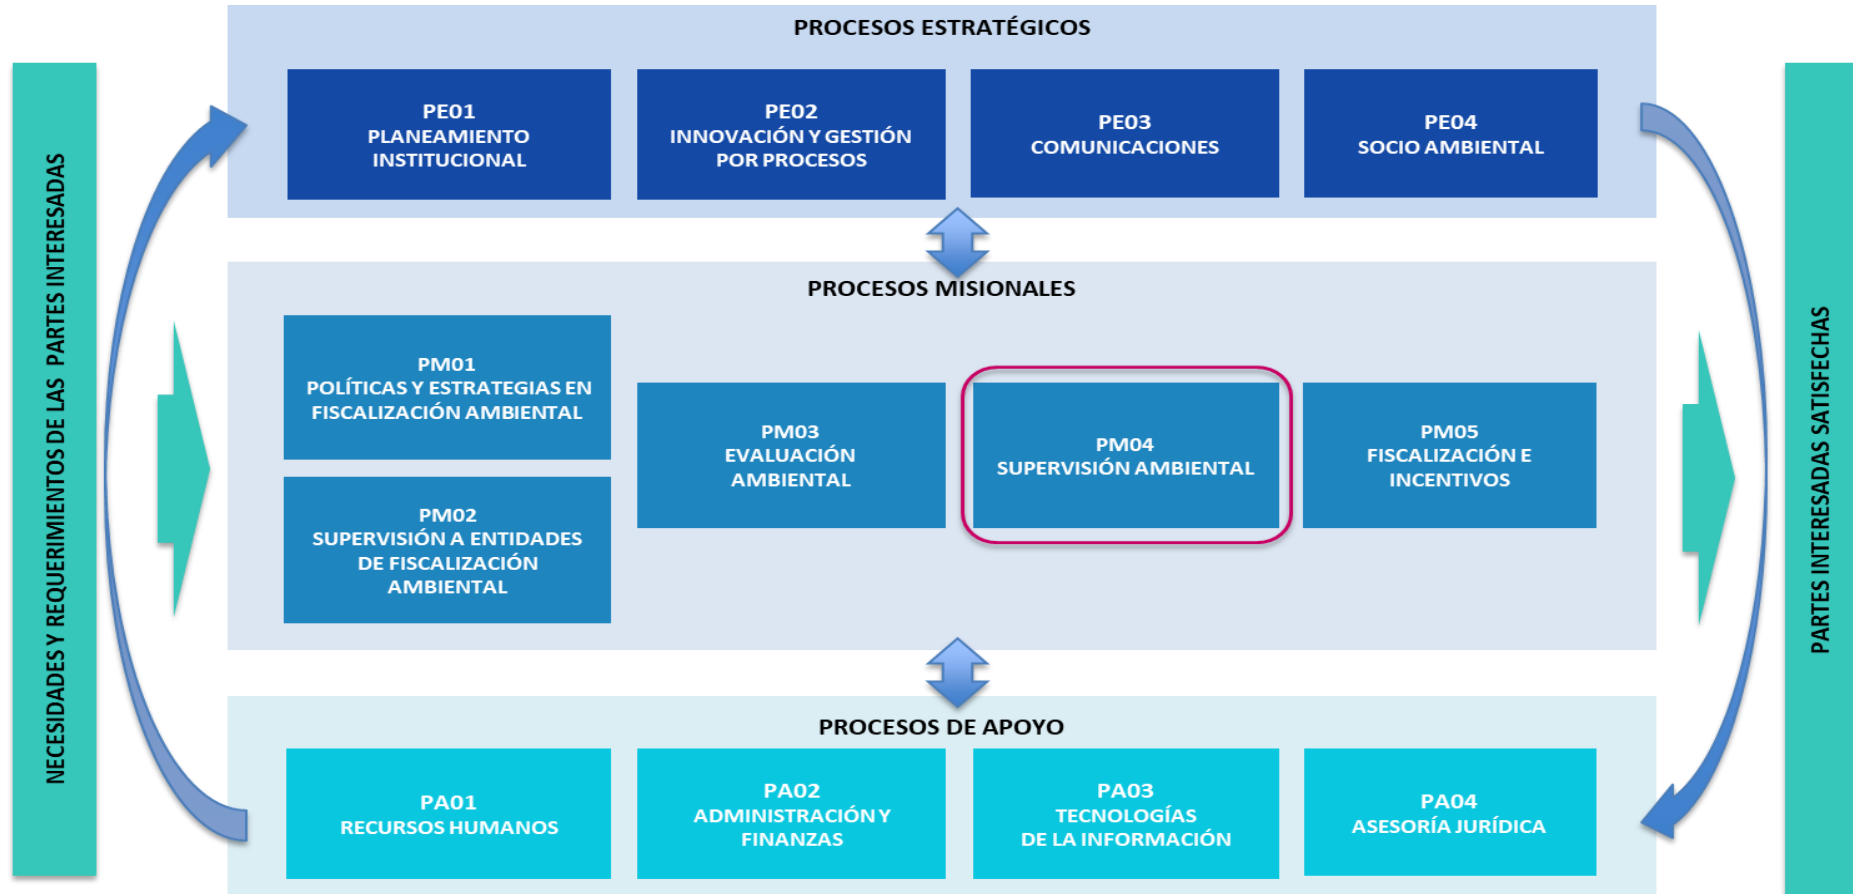 PROCESOS ESTRATÉGICOS
PE01
PLANEAMIENTO
INSTITUCIONAL
PE02
INNOVACIÓN Y GESTIÓN
POR PROCESOS
PE03
COMUNICACIONES
PE04
SOCIO AMBIENTAL
NECESIDADES Y REQUERIMIENTOS DE LAS PARTES INTERESADAS
PROCESOS MISIONALES
PM01
POLÍTICAS Y ESTRATEGIAS EN
FISCALIZACIÓN AMBIENTAL
PM02
SUPERVISIÓN A ENTIDADES
DE FISCALIZACIÓN
AMBIENTAL
PM03
EVALUACIÓN
AMBIENTAL
PM04
SUPERVISIÓN AMBIENTAL
PM05
FISCALIZACIÓN E
INCENTIVOS
PARTES INTERESADAS SATISFECHAS
PROCESOS DE APOYO
PA01
RECURSOS HUMANOS
PA02
ADMINISTRACIÓN Y
FINANZAS
PA03
TECNOLOGÍAS
DE LA INFORMACIÓN
PA04
ASESORÍA JURÍDICA